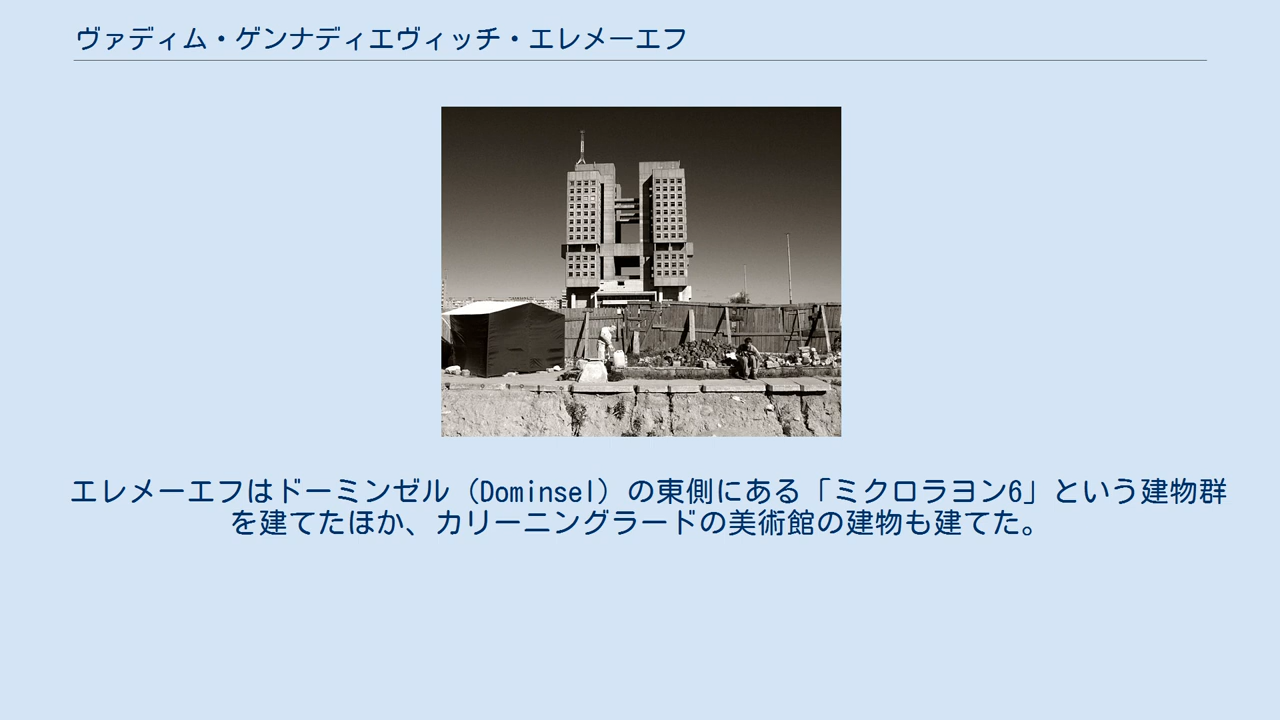 ヴァディム・ゲンナディエヴィッチ・エレメーエフ
エレメーエフはドーミンゼル（Dominsel）の東側にある「ミクロラヨン6」という建物群
を建てたほか、カリーニングラードの美術館の建物も建てた。